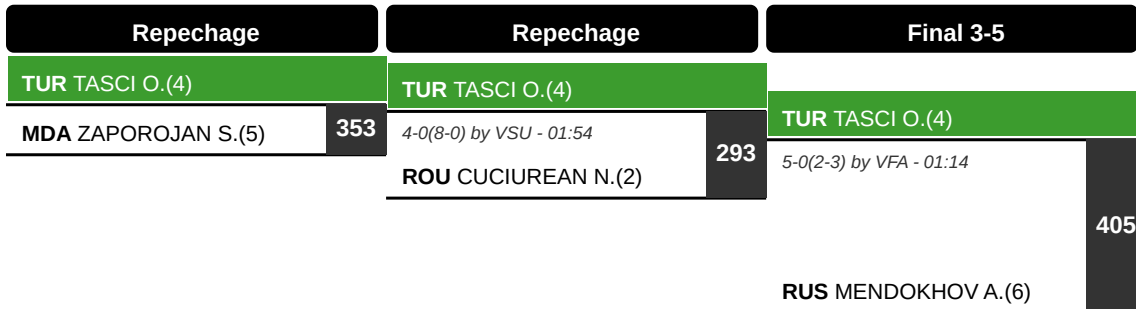 Repechage
Repechage
Final 3-5
TUR TASCI O.(4)
MDA ZAPOROJAN S.(5)
353
TUR TASCI O.(4)
4-0(8-0) by VSU - 01:54
ROU CUCIUREAN N.(2)
293
TUR TASCI O.(4)
5-0(2-3) by VFA - 01:14
RUS MENDOKHOV A.(6)
405